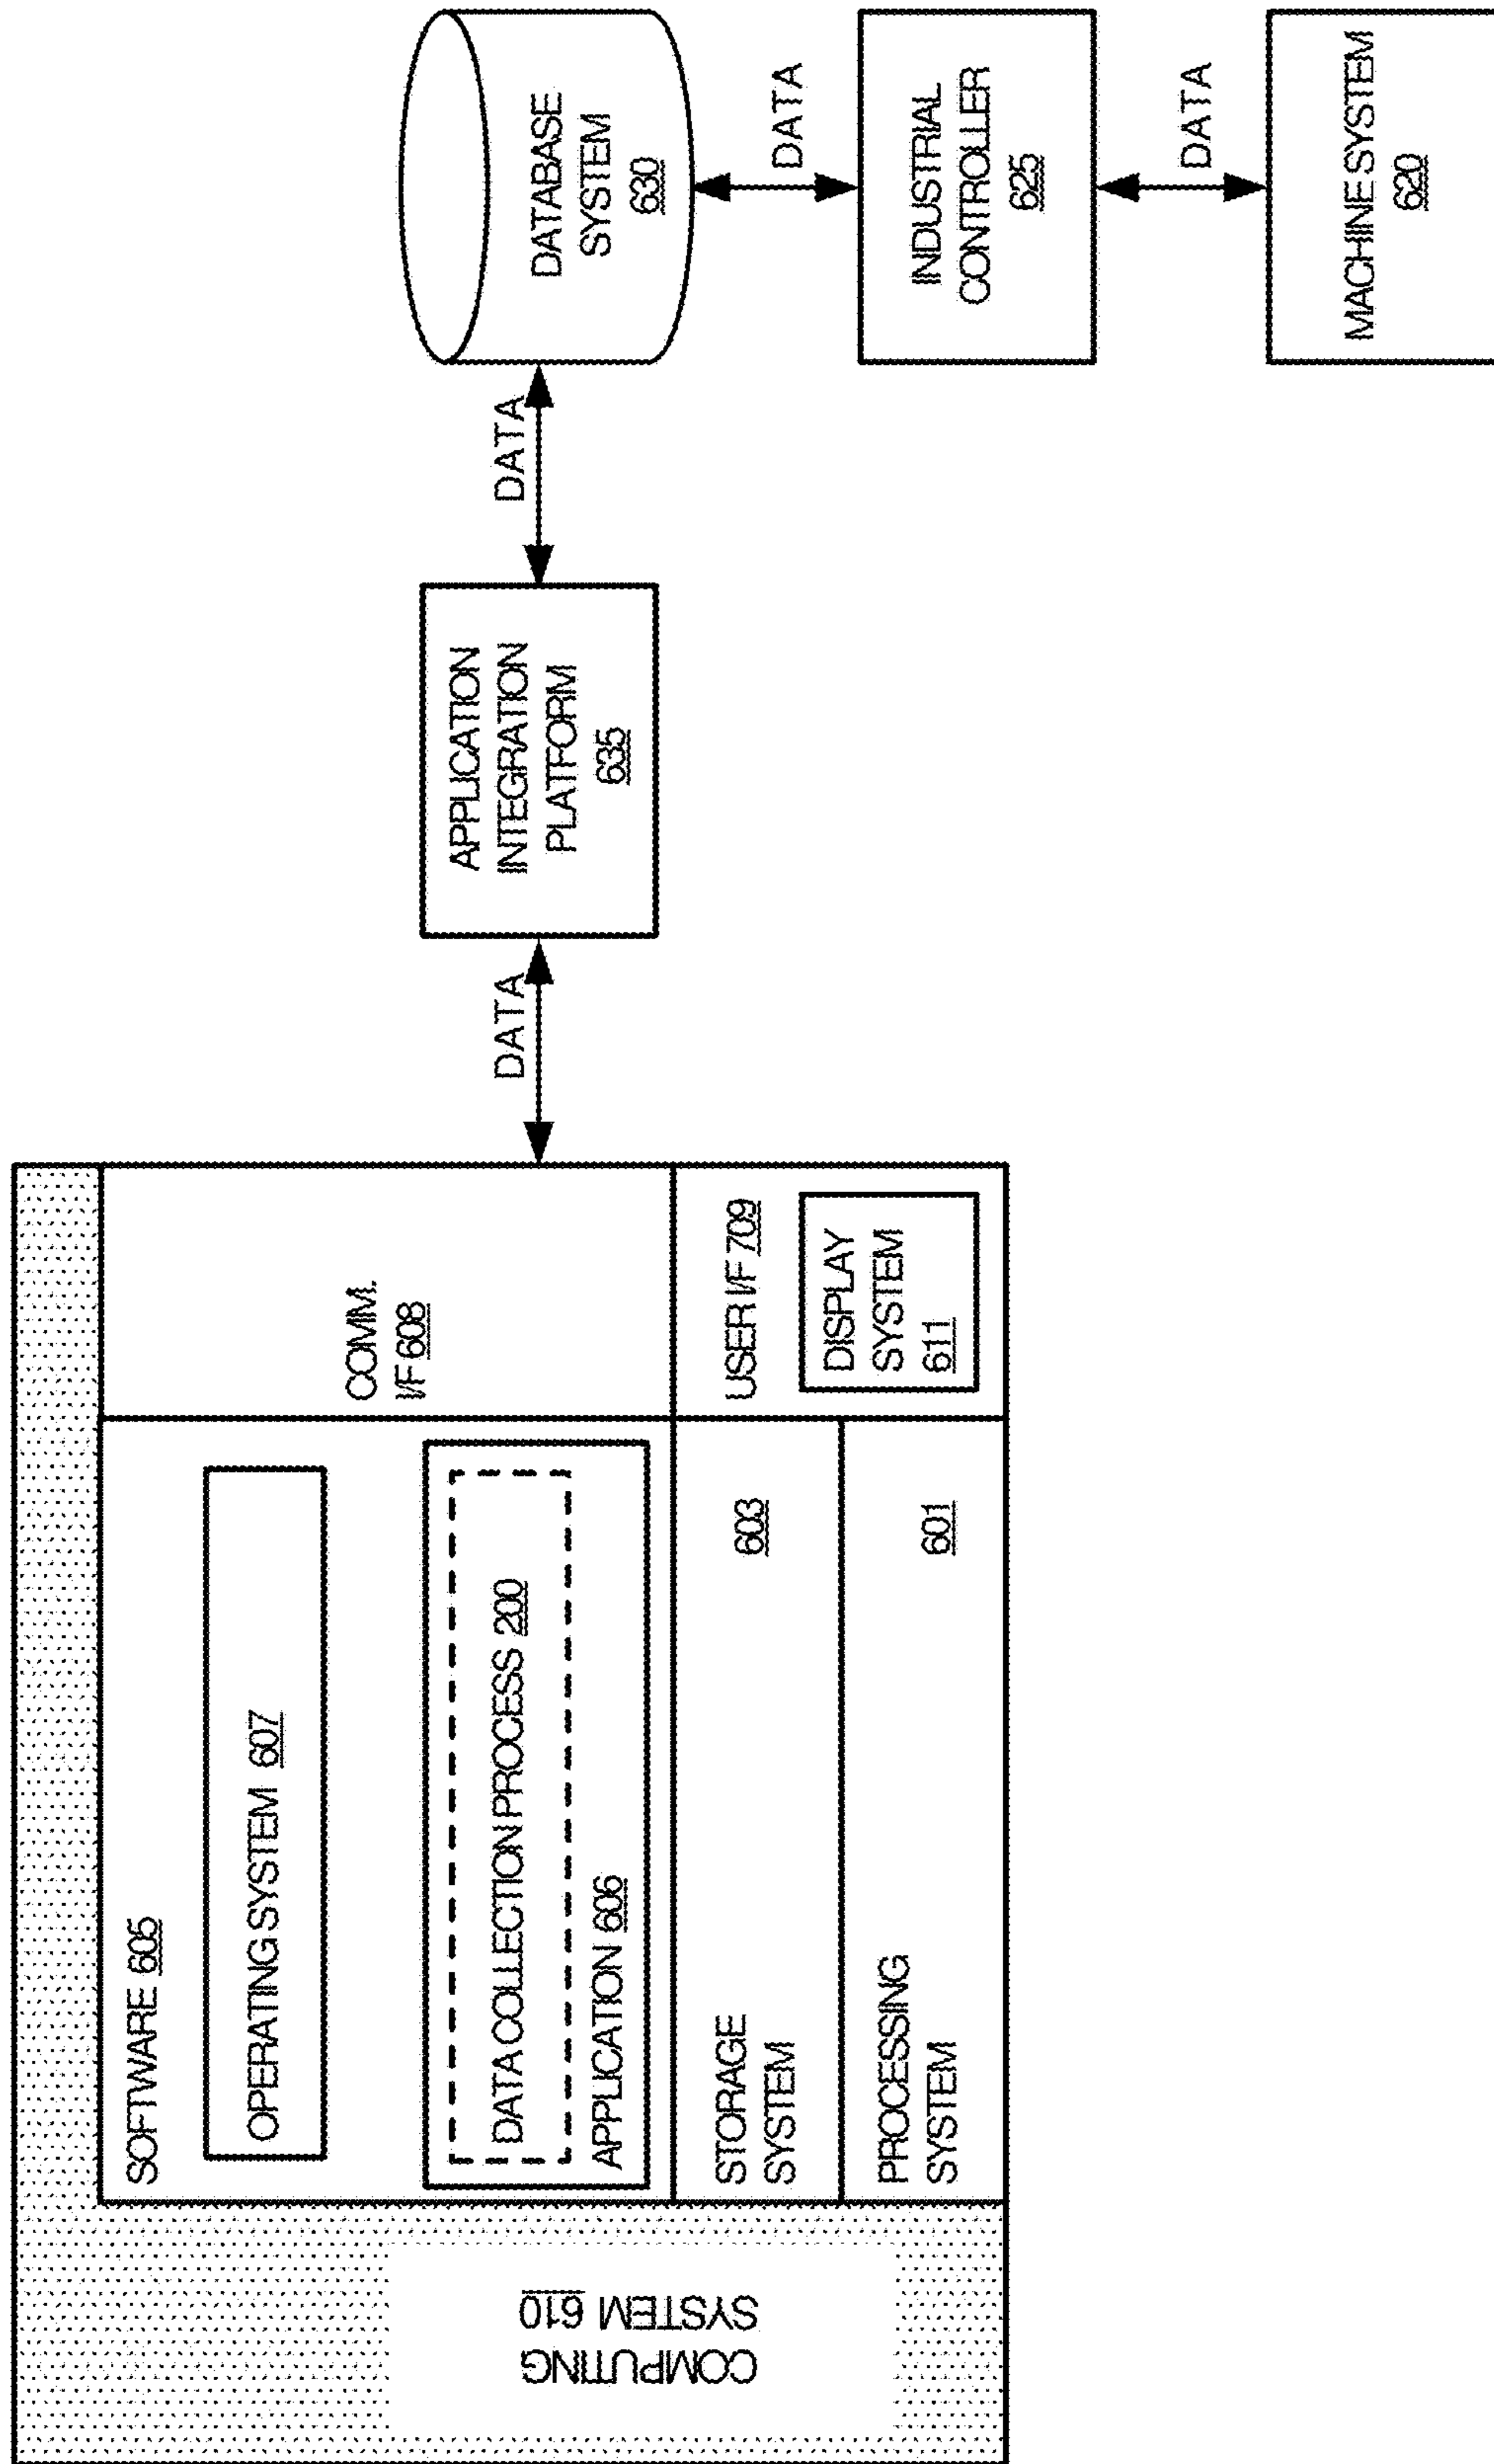 COMPUTING
SYSTEM 610
SOFTWARE 605
OPERATING SYSTEM 607
DATA COLLECTION PROCESS 200
APPLICATION 606
STORAGE
SYSTEM
603
PROCESSING
SYSTEM
601
COMM.
I/F 608
USER I/F 709
DISPLAY
SYSTEM
611
DATA
APPLICATION
INTEGRATION
PLATFORM
635
DATA
DATABASE
SYSTEM
630
DATA
INDUSTRIAL
CONTROLLER
625
DATA
MACHINE SYSTEM
620